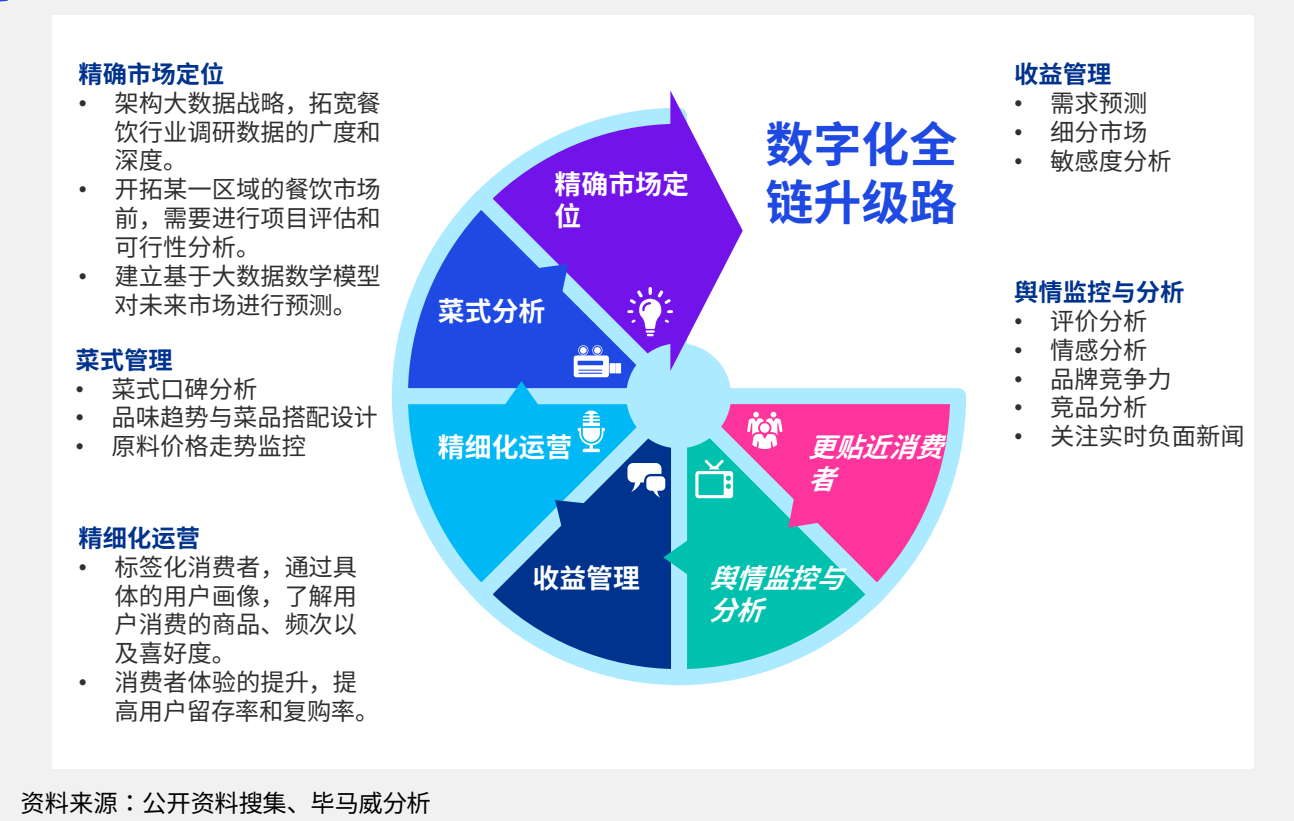 精确市场定位
• 架构大数据战略，拓宽餐
饮行业调研数据的广度和
深度。
• 开拓某一区域的餐饮市场
前，需要进行项目评估和
可行性分析。
• 建立基于大数据数学模型
对未来市场进行预测。
菜式管理
• 菜式口碑分析
• 品味趋势与菜品搭配设计
• 原料价格走势监控
精细化运营
• 标签化消费者，通过具
体的用户画像，了解用
户消费的商品、频次以
及喜好度。
• 消费者体验的提升，提
高用户留存率和复购率。
数字化全
链升级路
精确市场定
位
菜式分析
精细化运营
收益管理
舆情监控与
分析
更贴近消费
者
收益管理
• 需求预测
• 细分市场
• 敏感度分析
舆情监控与分析
• 评价分析
• 情感分析
• 品牌竞争力
• 竞品分析
• 关注实时负面新闻
资料来源：公开资料搜集、毕马威分析